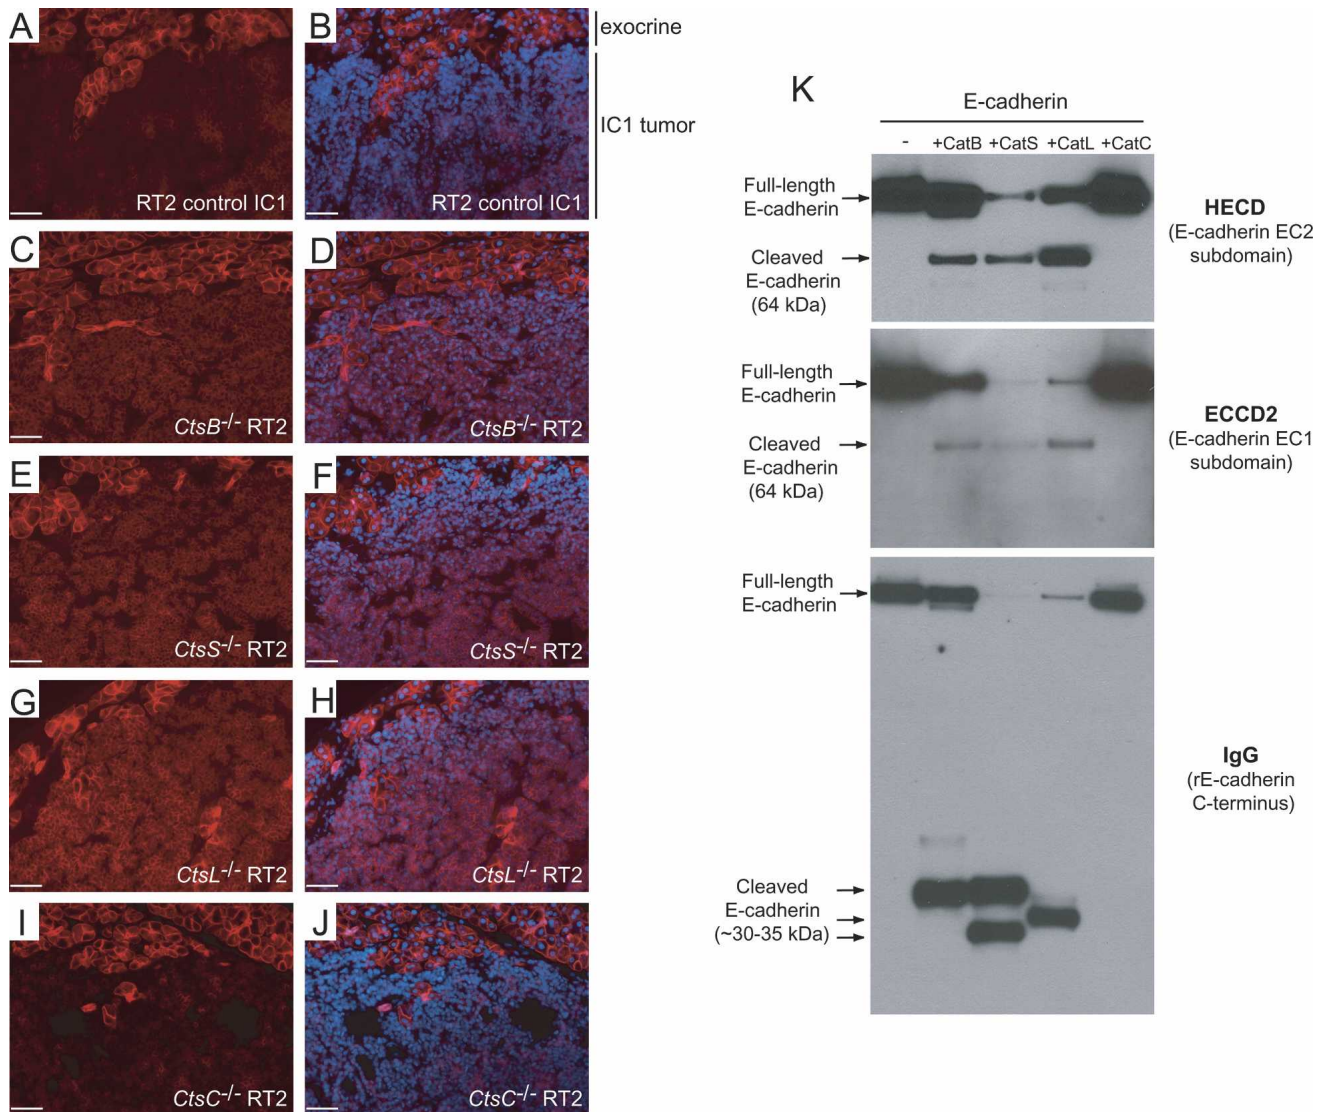 A
RT2 control IC1
B
RT2 control IC1
exocrine
IC1 tumor
C
CtsB-/- RT2
D
CtsB-/- RT2
E
CtsS-/- RT2
F
CtsS-/- RT2
G
CtsL-/- RT2
H
CtsL-/- RT2
I
CtsC-/- RT2
J
CtsC-/- RT2
K
E-cadherin
- +CatB +CatS +CatL +CatC
Full-length
E-cadherin
Cleaved
E-cadherin
(64 kDa)
HECD
(E-cadherin EC2
subdomain)
Full-length
E-cadherin
Cleaved
E-cadherin
(64 kDa)
ECCD2
(E-cadherin EC1
subdomain)
Full-length
E-cadherin
Cleaved
E-cadherin
(~30-35 kDa)
IgG
(rE-cadherin
C-terminus)